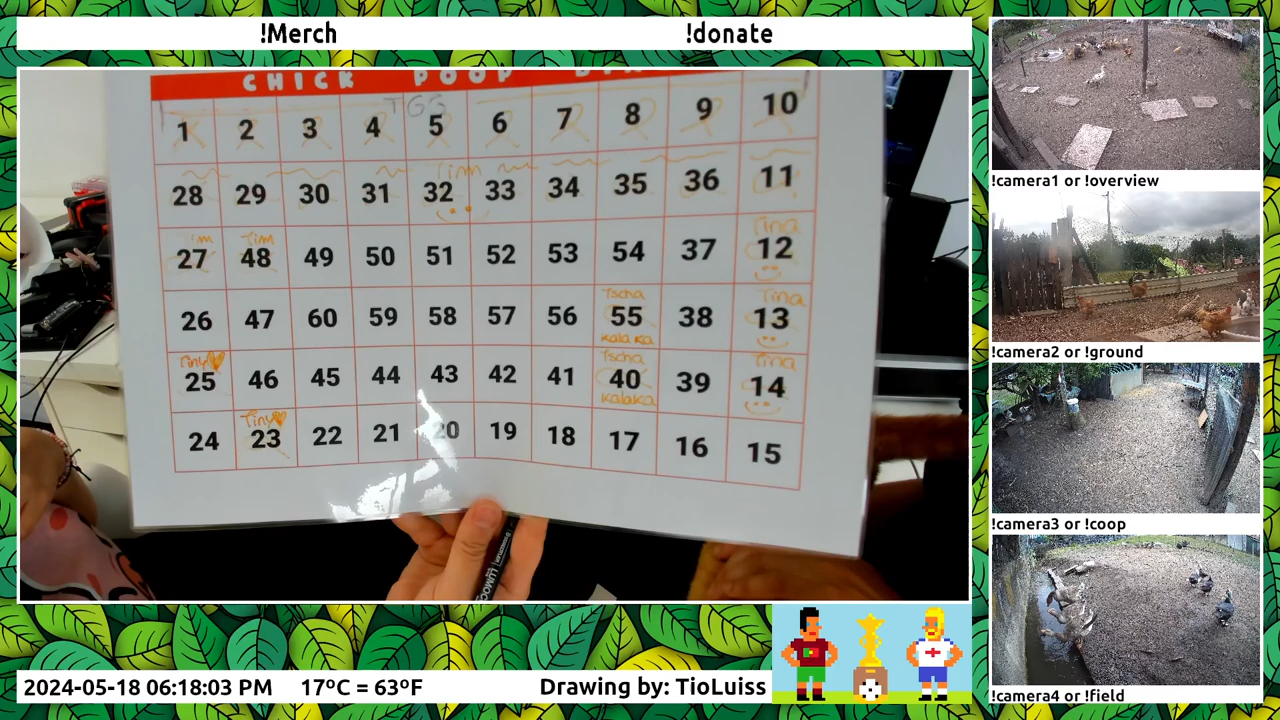 !Merch !donate
CHICK POOP
TGG
1 2 3 4 5 6 7 8 9 10
Timm
28 29 30 31 32 33 34 35 36 11
Tim Tina
27 48 49 50 51 52 53 54 37 12
Tscha Tina
26 47 60 59 58 57 56 55 38 13
kalaka
Tiny Tscha Tina
25 46 45 44 43 42 41 40 39 14
kalaka
Tiny
24 23 22 21 20 19 18 17 16 15
LUMOC
!camera1 or !overview
!camera2 or !ground
!camera3 or !coop
!camera4 or !field
2024-05-18 06:18:03 PM 17ºC = 63ºF Drawing by: TioLuiss